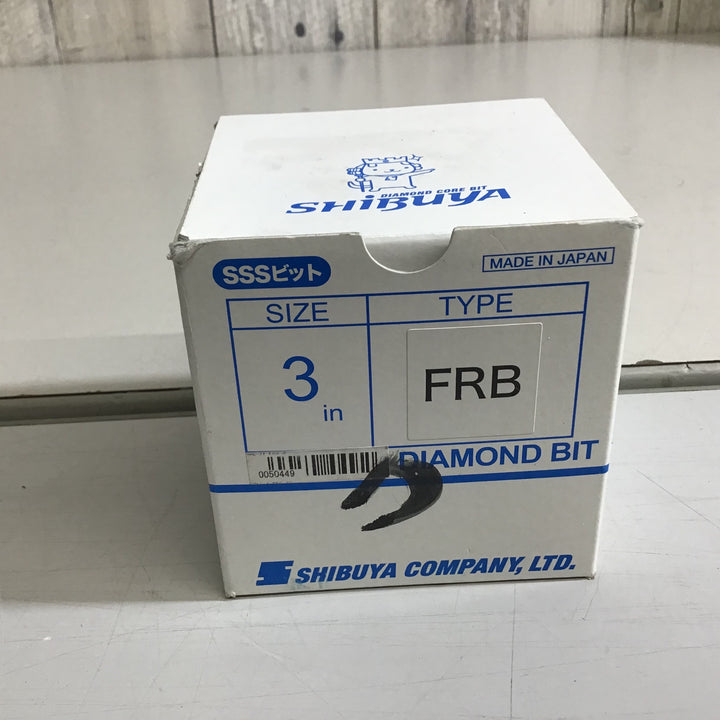 DIAMOND CORE BIT
SHiBUYA
MADE IN JAPAN
SSSビット
SIZE
TYPE
3 in
FRB
0050449
DIAMOND BIT
SHIBUYA COMPANY, LTD.